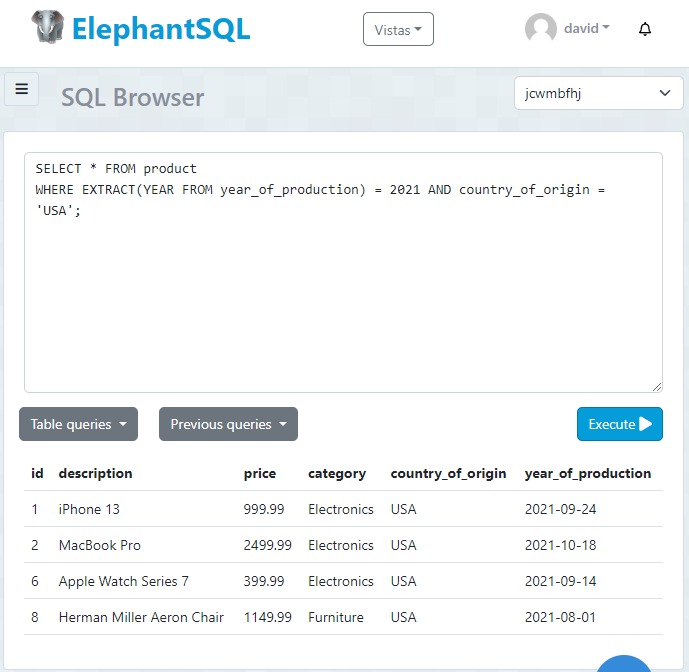 ElephantSQL
Vistas
david
SQL Browser
jcwmbfhj
SELECT * FROM product
WHERE EXTRACT(YEAR FROM year_of_production) = 2021 AND country_of_origin =
'USA';
Table queries
Previous queries
Execute
id description price category country_of_origin year_of_production
1 iPhone 13 999.99 Electronics USA 2021-09-24
2 MacBook Pro 2499.99 Electronics USA 2021-10-18
6 Apple Watch Series 7 399.99 Electronics USA 2021-09-14
8 Herman Miller Aeron Chair 1149.99 Furniture USA 2021-08-01